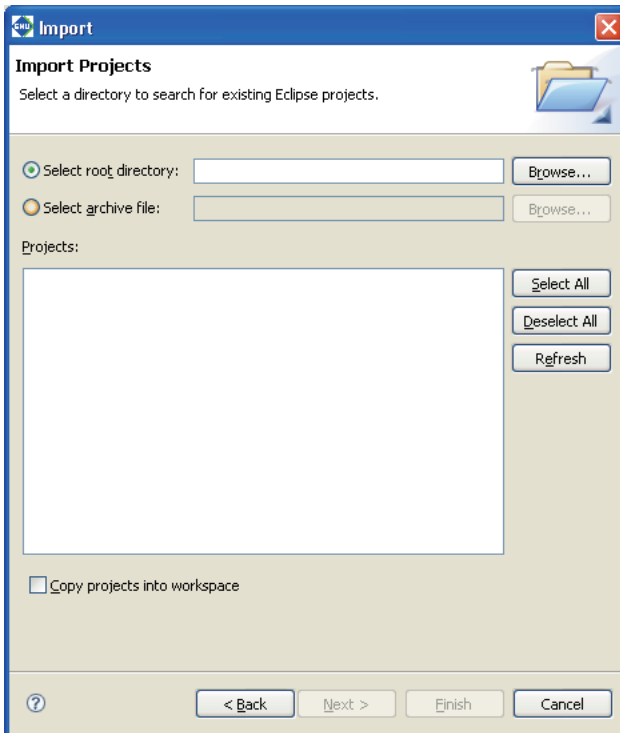 EMU Import
Import Projects
Select a directory to search for existing Eclipse projects.
Select root directory: Browse...
Select archive file: Browse...
Projects:
Select All
Deselect All
Refresh
Copy projects into workspace
? < Back Next > Finish Cancel